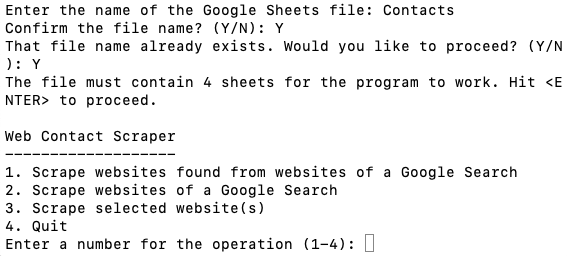 Enter the name of the Google Sheets file: Contacts
Confirm the file name? (Y/N): Y
That file name already exists. Would you like to proceed? (Y/N
): Y
The file must contain 4 sheets for the program to work. Hit <E
NTER> to proceed.

Web Contact Scraper
-------------------
1. Scrape websites found from websites of a Google Search
2. Scrape websites of a Google Search
3. Scrape selected website(s)
4. Quit
Enter a number for the operation (1-4):